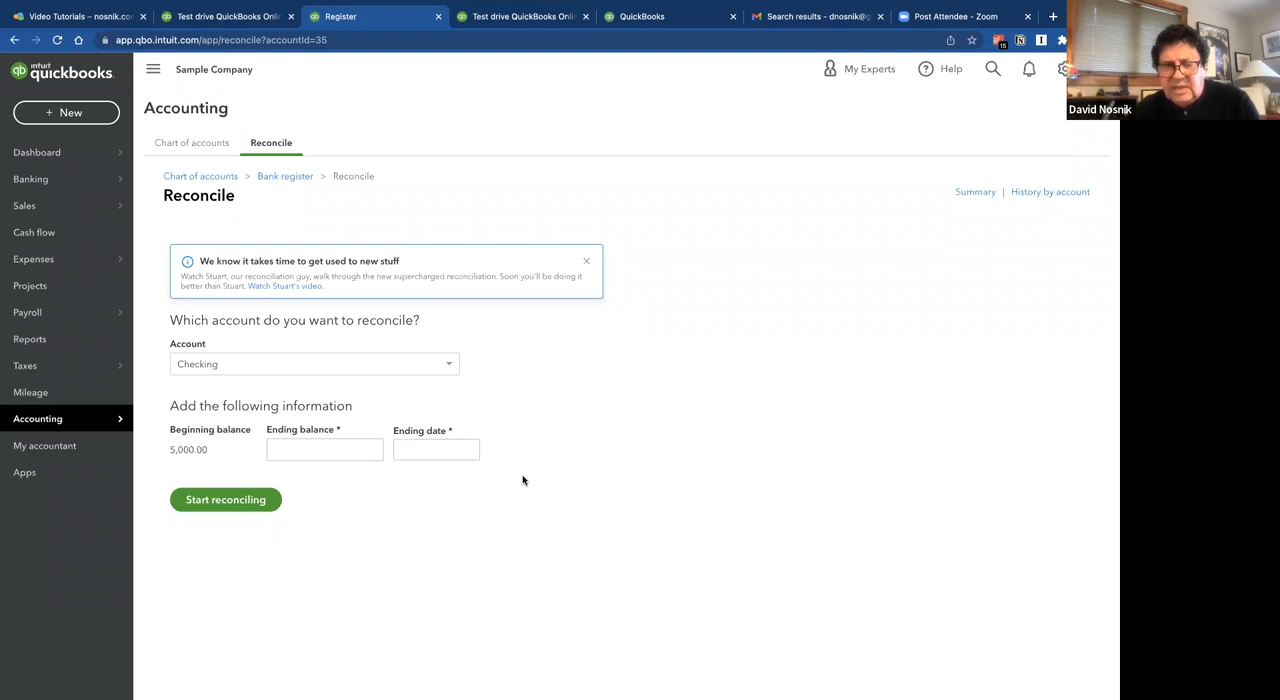 Video Tutorials – nosnik.co
Test drive QuickBooks Onli
Register
Test drive QuickBooks Onli
QuickBooks
Search results - dnosnik@g
Post Attendee - Zoom
app.qbo.intuit.com/app/reconcile?accountId=35
15
David Nosnik
qb intuit quickbooks.
Sample Company
My Experts
Help
+ New
Accounting
Chart of accounts
Reconcile
Dashboard
Banking
Sales
Cash flow
Expenses
Projects
Payroll
Reports
Taxes
Mileage
Accounting
My accountant
Apps
Chart of accounts > Bank register > Reconcile
Reconcile
Summary | History by account
We know it takes time to get used to new stuff
Watch Stuart, our reconciliation guy, walk through the new supercharged reconciliation. Soon you'll be doing it
better than Stuart. Watch Stuart's video.
Which account do you want to reconcile?
Account
Checking
Add the following information
Beginning balance
Ending balance *
Ending date *
5,000.00
Start reconciling